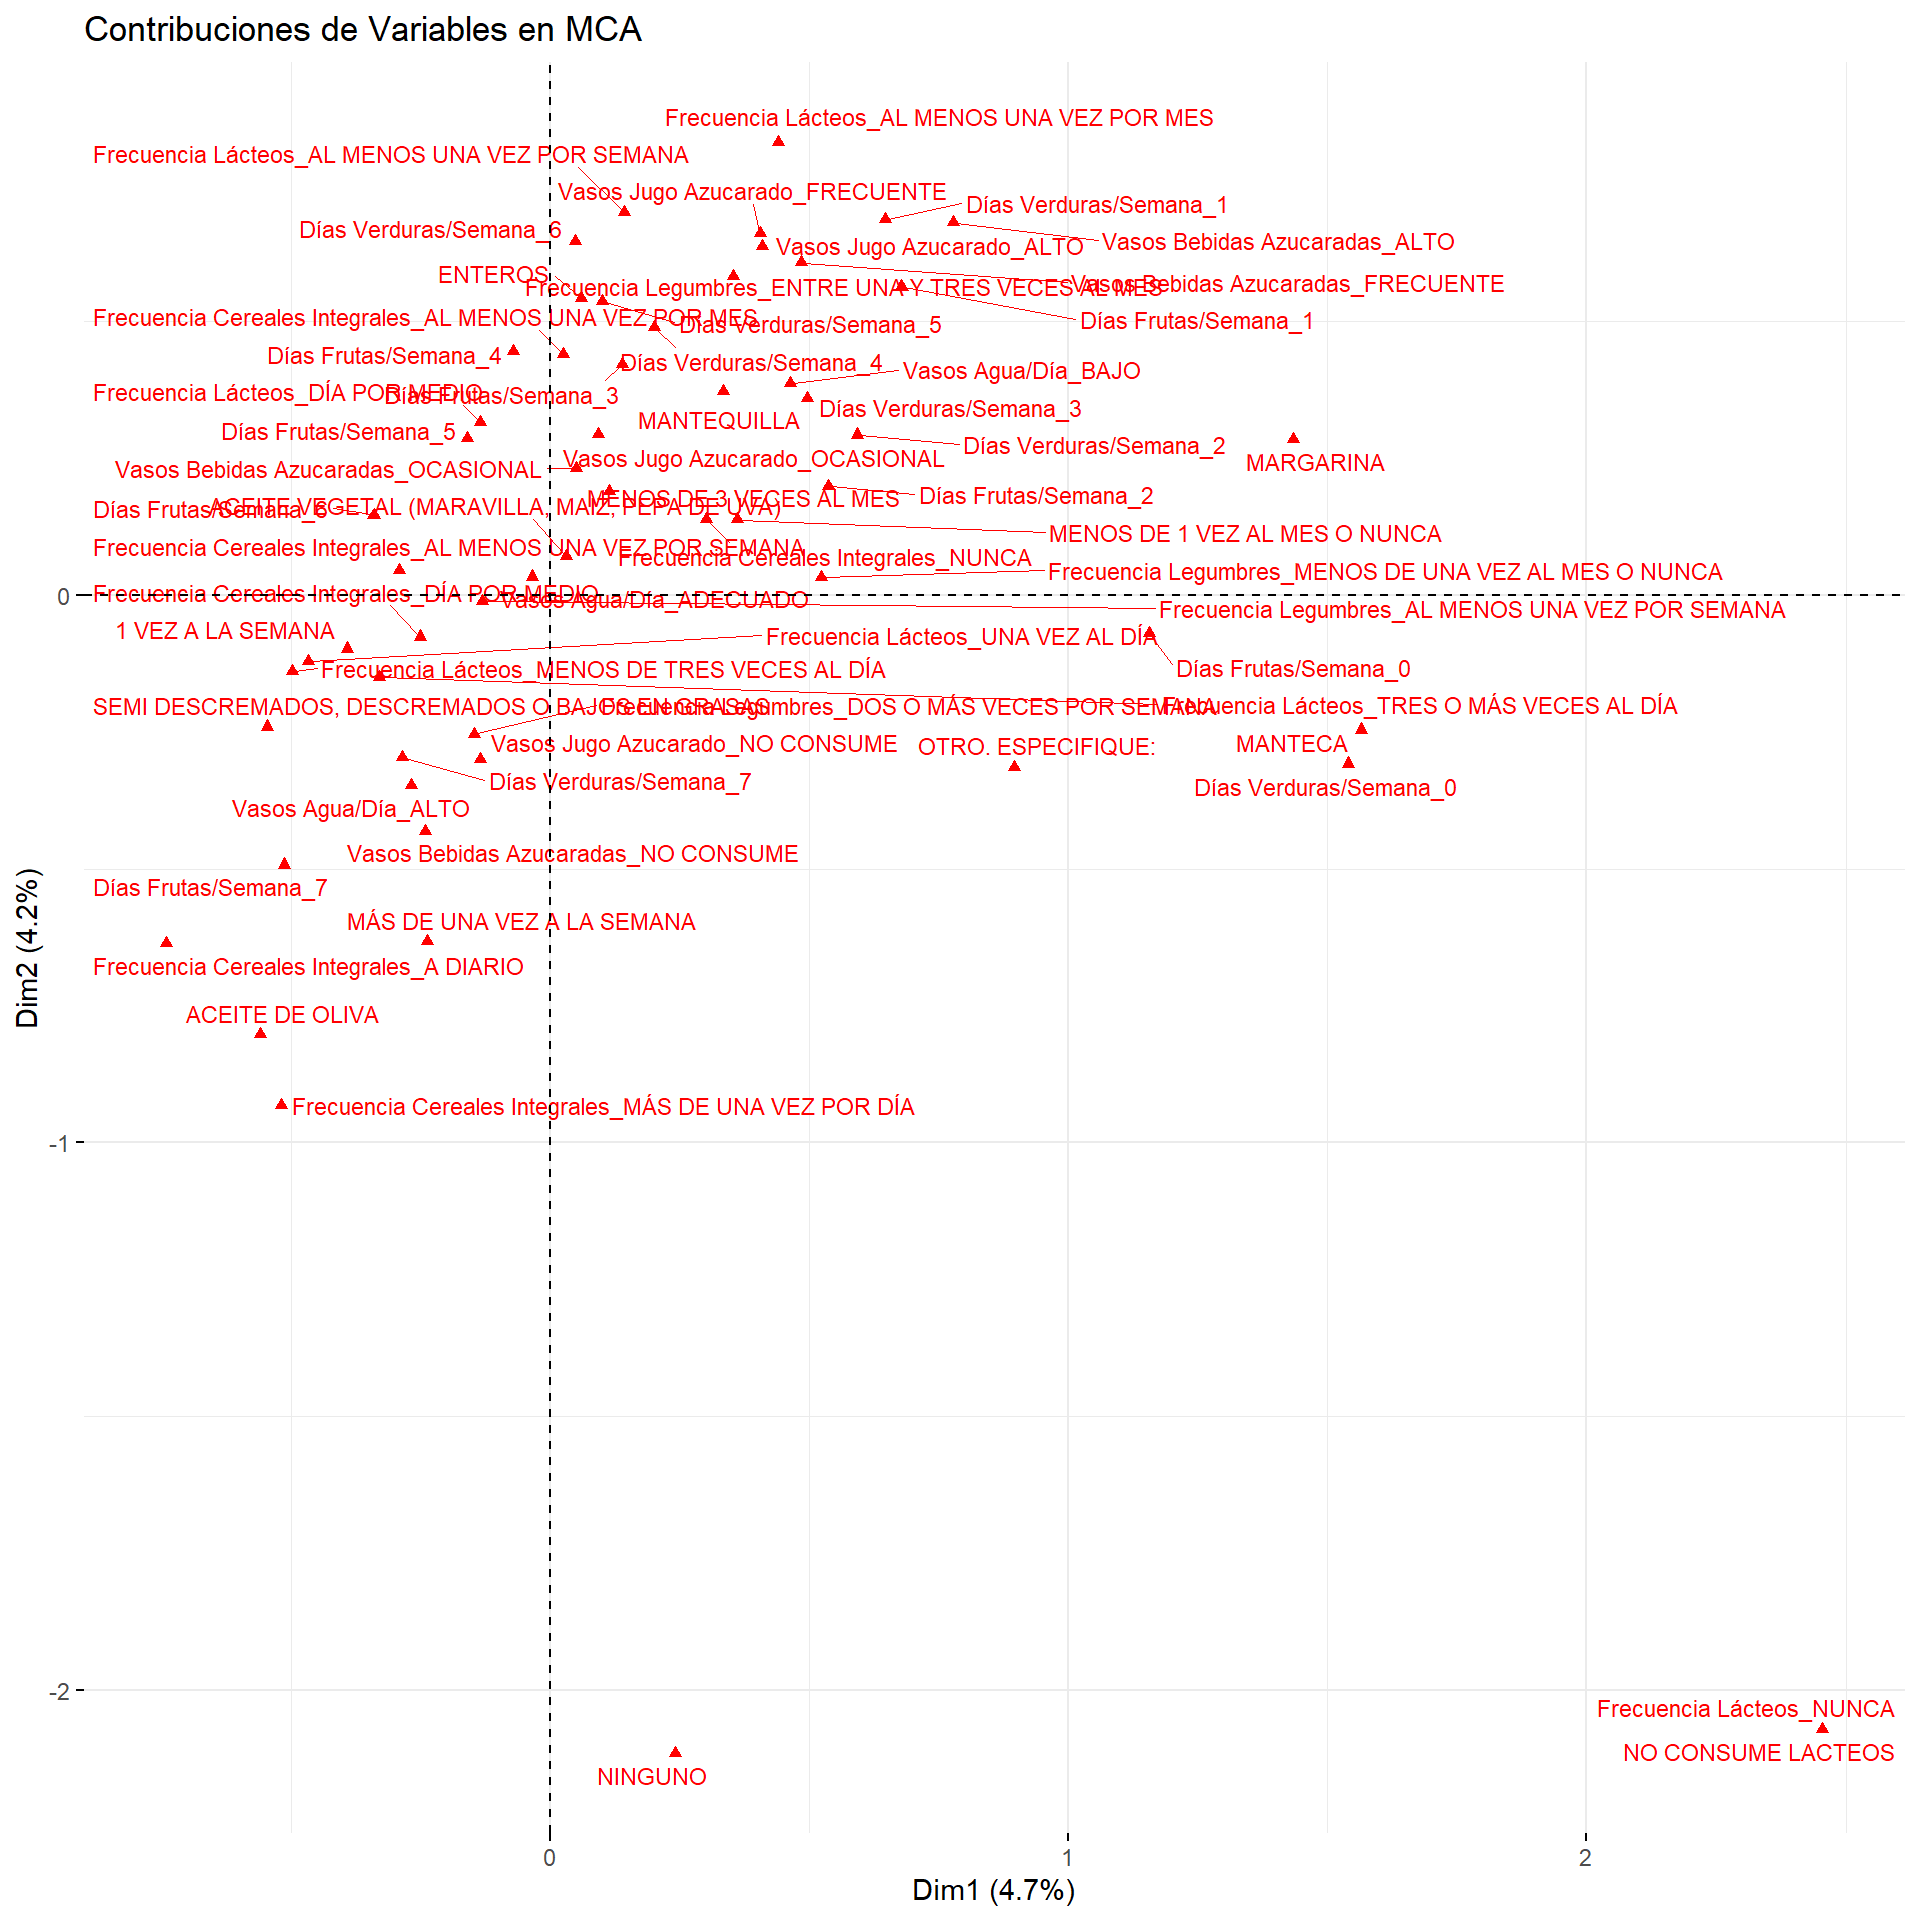 Contribuciones de Variables en MCA
Frecuencia Lácteos_AL MENOS UNA VEZ POR MES
Frecuencia Lácteos_AL MENOS UNA VEZ POR SEMANA
Vasos Jugo Azucarado_FRECUENTE
Días Verduras/Semana_1
Días Verduras/Semana_6
Vasos Bebidas Azucaradas_ALTO
Vasos Jugo Azucarado_ALTO
ENTEROS
Vasos Bebidas Azucaradas_FRECUENTE
Frecuencia Legumbres_ENTRE UNA Y TRES VECES AL MES
Frecuencia Cereales Integrales_AL MENOS UNA VEZ POR MES
Días Verduras/Semana_5
Días Frutas/Semana_1
Días Frutas/Semana_4
Días Verduras/Semana_4
Vasos Agua/Día_BAJO
Frecuencia Lácteos_DÍA POR MEDIO
Días Frutas/Semana_3
Días Verduras/Semana_3
MANTEQUILLA
Días Frutas/Semana_5
Días Verduras/Semana_2
Vasos Jugo Azucarado_OCASIONAL
MARGARINA
Vasos Bebidas Azucaradas_OCASIONAL
MENOS DE 3 VECES AL MES
Días Frutas/Semana_2
Días Frutas/Semana_6
ACEITE VEGETAL (MARAVILLA, MAIZ, PEPA DE UVA)
MENOS DE 1 VEZ AL MES O NUNCA
Frecuencia Cereales Integrales_AL MENOS UNA VEZ POR SEMANA
Frecuencia Cereales Integrales_NUNCA
Frecuencia Legumbres_MENOS DE UNA VEZ AL MES O NUNCA
Frecuencia Cereales Integrales_DÍA POR MEDIO
Vasos Agua/Día_ADECUADO
Frecuencia Legumbres_AL MENOS UNA VEZ POR SEMANA
1 VEZ A LA SEMANA
Frecuencia Lácteos_UNA VEZ AL DÍA
Frecuencia Lácteos_MENOS DE TRES VECES AL DÍA
Días Frutas/Semana_0
SEMI DESCREMADOS, DESCREMADOS O BAJOS EN GRASAS
Frecuencia Legumbres_DOS O MÁS VECES POR SEMANA
Frecuencia Lácteos_TRES O MÁS VECES AL DÍA
Vasos Jugo Azucarado_NO CONSUME
OTRO. ESPECIFIQUE:
MANTECA
Días Verduras/Semana_7
Días Verduras/Semana_0
Vasos Agua/Día_ALTO
Vasos Bebidas Azucaradas_NO CONSUME
Días Frutas/Semana_7
MÁS DE UNA VEZ A LA SEMANA
Frecuencia Cereales Integrales_A DIARIO
ACEITE DE OLIVA
Frecuencia Cereales Integrales_MÁS DE UNA VEZ POR DÍA
Frecuencia Lácteos_NUNCA
NO CONSUME LACTEOS
NINGUNO
0
-1
-2
Dim2 (4.2%)
0
1
2
Dim1 (4.7%)